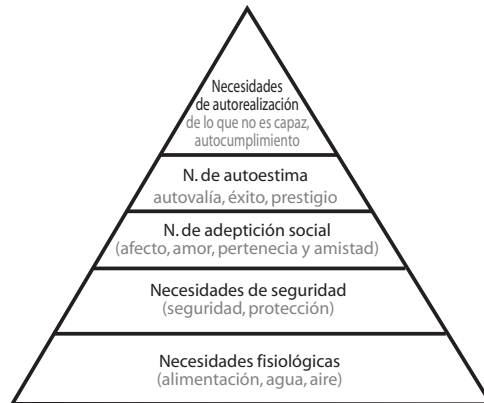 Necesidades
de autorealización
de lo que no es capaz,
autocumplimiento
N. de autoestima
autovalía, éxito, prestigio
N. de adeptición social
(afecto, amor, pertenecia y amistad)
Necesidades de seguridad
(seguridad, protección)
Necesidades fisiológicas
(alimentación, agua, aire)